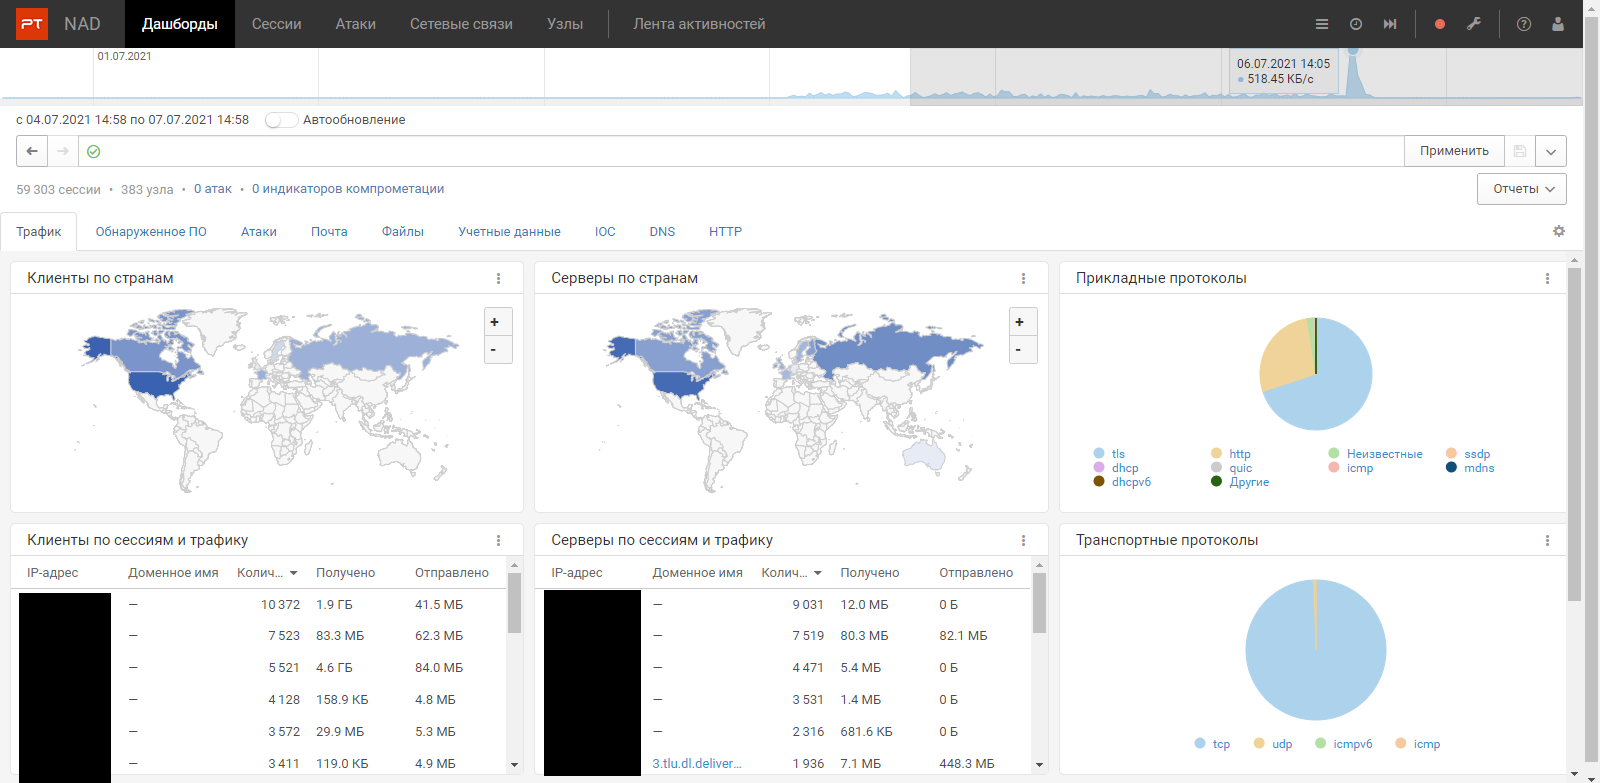 PT NAD Дашборды Сессии Атаки Сетевые связи Узлы Лента активностей
01.07.2021
06.07.2021 14:05
518.45 КБ/с
с 04.07.2021 14:58 по 07.07.2021 14:58 Автообновление
Применить
59 303 сессии • 383 узла • 0 атак • 0 индикаторов компрометации
Отчеты
Трафик Обнаруженное ПО Атаки Почта Файлы Учетные данные IOC DNS HTTP
Клиенты по странам
+
-
Серверы по странам
+
-
Прикладные протоколы
tls http Неизвестные ssdp
dhcp quic icmp mdns
dhcpv6 Другие
Клиенты по сессиям и трафику
IP-адрес Доменное имя Колич... Получено Отправлено
— 10 372 1.9 ГБ 41.5 МБ
— 7 523 83.3 МБ 62.3 МБ
— 5 521 4.6 ГБ 84.0 МБ
— 4 128 158.9 КБ 4.8 МБ
— 3 572 29.9 МБ 5.3 МБ
— 3 411 119.0 КБ 4.9 МБ
Серверы по сессиям и трафику
IP-адрес Доменное имя Колич... Получено Отправлено
— 9 031 12.0 МБ 0 Б
— 7 519 80.3 МБ 82.1 МБ
— 4 471 5.4 МБ 0 Б
— 3 531 1.4 МБ 0 Б
— 2 316 681.6 КБ 0 Б
3.tlu.dl.deliver... 1 936 7.1 МБ 448.3 МБ
Транспортные протоколы
tcp udp icmpv6 icmp